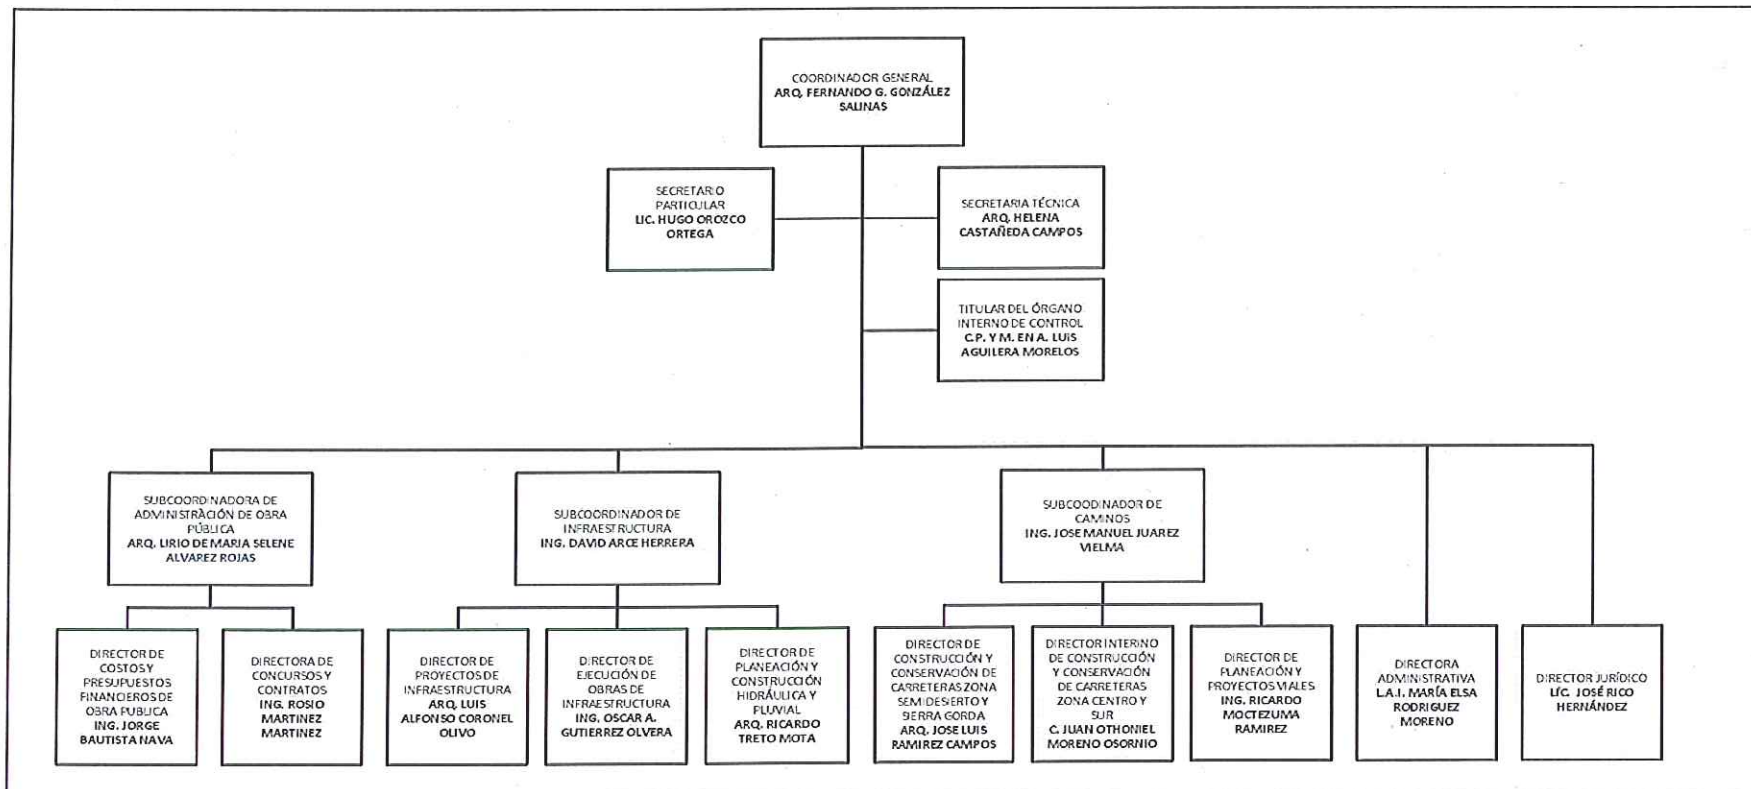 COORDINADOR GENERAL
ARQ. FERNANDO G. GONZÁLEZ
SALINAS
SECRETARIO
PARTICULAR
LIC. HUGO OROZCO
ORTEGA
SECRETARIA TÉCNICA
ARQ. HELENA
CASTAÑEDA CAMPOS
TITULAR DEL ÓRGANO
INTERNO DE CONTROL
C.P. Y M. EN A. LUIS
AGUILERA MORELOS
SUBCOORDINADORA DE
ADMINISTRACIÓN DE OBRA
PÚBLICA
ARQ. LIRIO DE MARIA SELENE
ALVAREZ ROJAS
SUBCOORDINADOR DE
INFRAESTRUCTURA
ING. DAVID ARCE HERRERA
SUBCOODINADOR DE
CAMINOS
ING. JOSE MANUEL JUAREZ
VIELMA
DIRECTOR DE
COSTOS Y
PRESUPUESTOS
FINANCIEROS DE
OBRA PUBLICA
ING. JORGE
BAUTISTA NAVA
DIRECTORA DE
CONCURSOS Y
CONTRATOS
ING. ROSIO
MARTINEZ
MARTINEZ
DIRECTOR DE
PROYECTOS DE
INFRAESTRUCTURA
ARQ. LUIS
ALFONSO CORONEL
OLIVO
DIRECTOR DE
EJECUCIÓN DE
OBRAS DE
INFRAESTRUCTURA
ING. OSCAR A.
GUTIERREZ OLVERA
DIRECTOR DE
PLANEACIÓN Y
CONSTRUCCIÓN
HIDRÁULICA Y
PLUVIAL
ARQ. RICARDO
TRETO MOTA
DIRECTOR DE
CONSTRUCCIÓN Y
CONSERVACIÓN DE
CARRETERAS ZONA
SEMIDESIERTO Y
SIERRA GORDA
ARQ. JOSE LUIS
RAMIREZ CAMPOS
DIRECTOR INTERINO
DE CONSTRUCCIÓN
Y CONSERVACIÓN
DE CARRETERAS
ZONA CENTRO Y
SUR
C. JUAN OTHONIEL
MORENO OSORNIO
DIRECTOR DE
PLANEACIÓN Y
PROYECTOS VIALES
ING. RICARDO
MOCTEZUMA
RAMIREZ
DIRECTORA
ADMINISTRATIVA
L.A.I. MARÍA ELSA
RODRIGUEZ
MORENO
DIRECTOR JURÍDICO
LÍC. JOSÉ RICO
HERNÁNDEZ